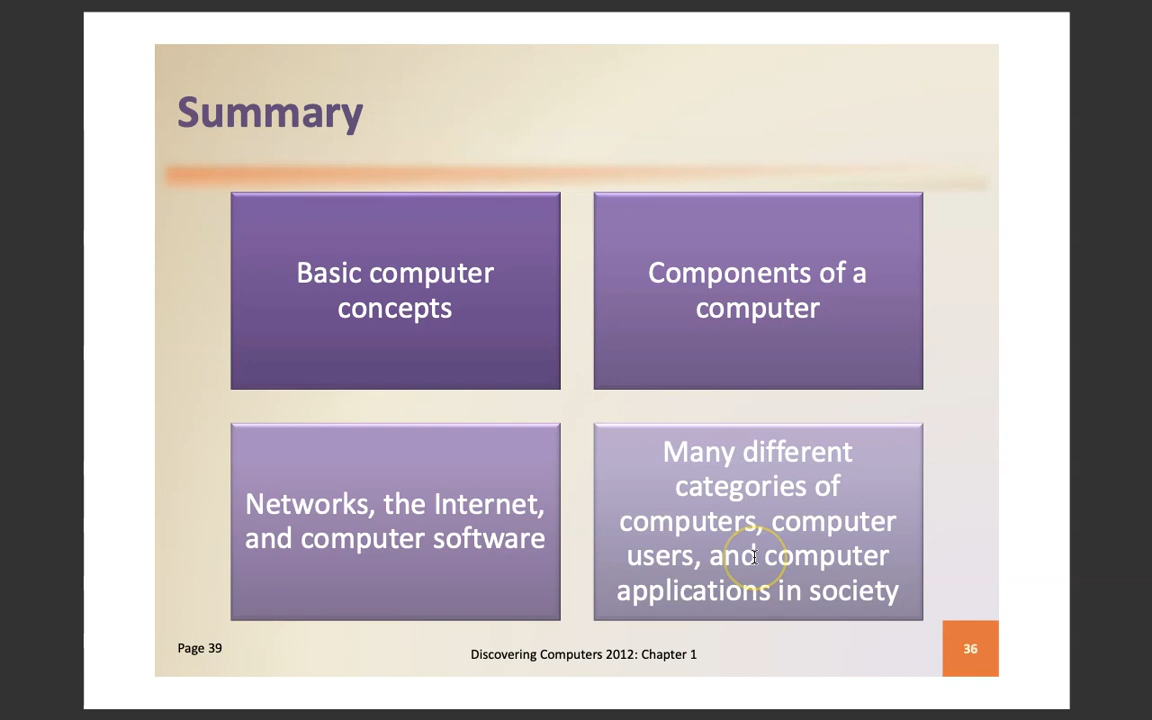 Summary
Basic computer
concepts
Components of a
computer
Networks, the Internet,
and computer software
Many different
categories of
computers, computer
users, and computer
applications in society
Page 39
Discovering Computers 2012: Chapter 1
36